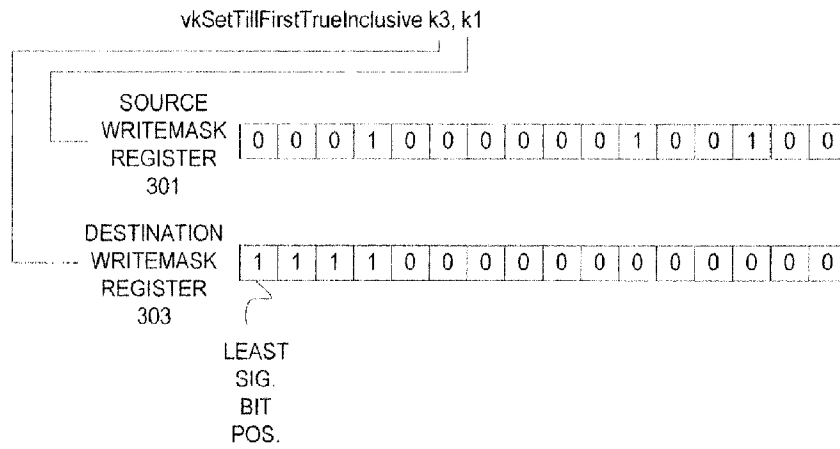 vkSetTillFirstTrueInclusive k3, k1
SOURCE
WRITEMASK
REGISTER
301
0 0 0 1 0 0 0 0 0 0 1 0 0 1 0 0
DESTINATION
WRITEMASK
REGISTER
303
1 1 1 1 0 0 0 0 0 0 0 0 0 0 0 0
LEAST
SIG.
BIT
POS.